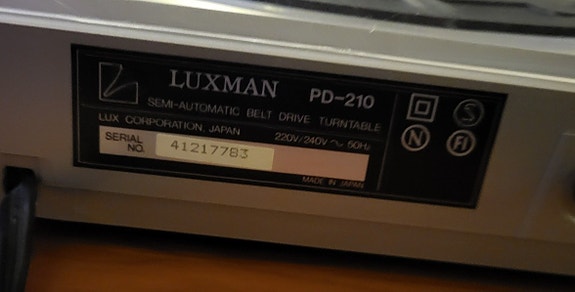 LUXMAN PD-210
SEMI-AUTOMATIC BELT DRIVE TURNTABLE
LUX CORPORATION, JAPAN 220V/240V ~ 50Hz
SERIAL NO. 41217783
MADE IN JAPAN
S
N
FI